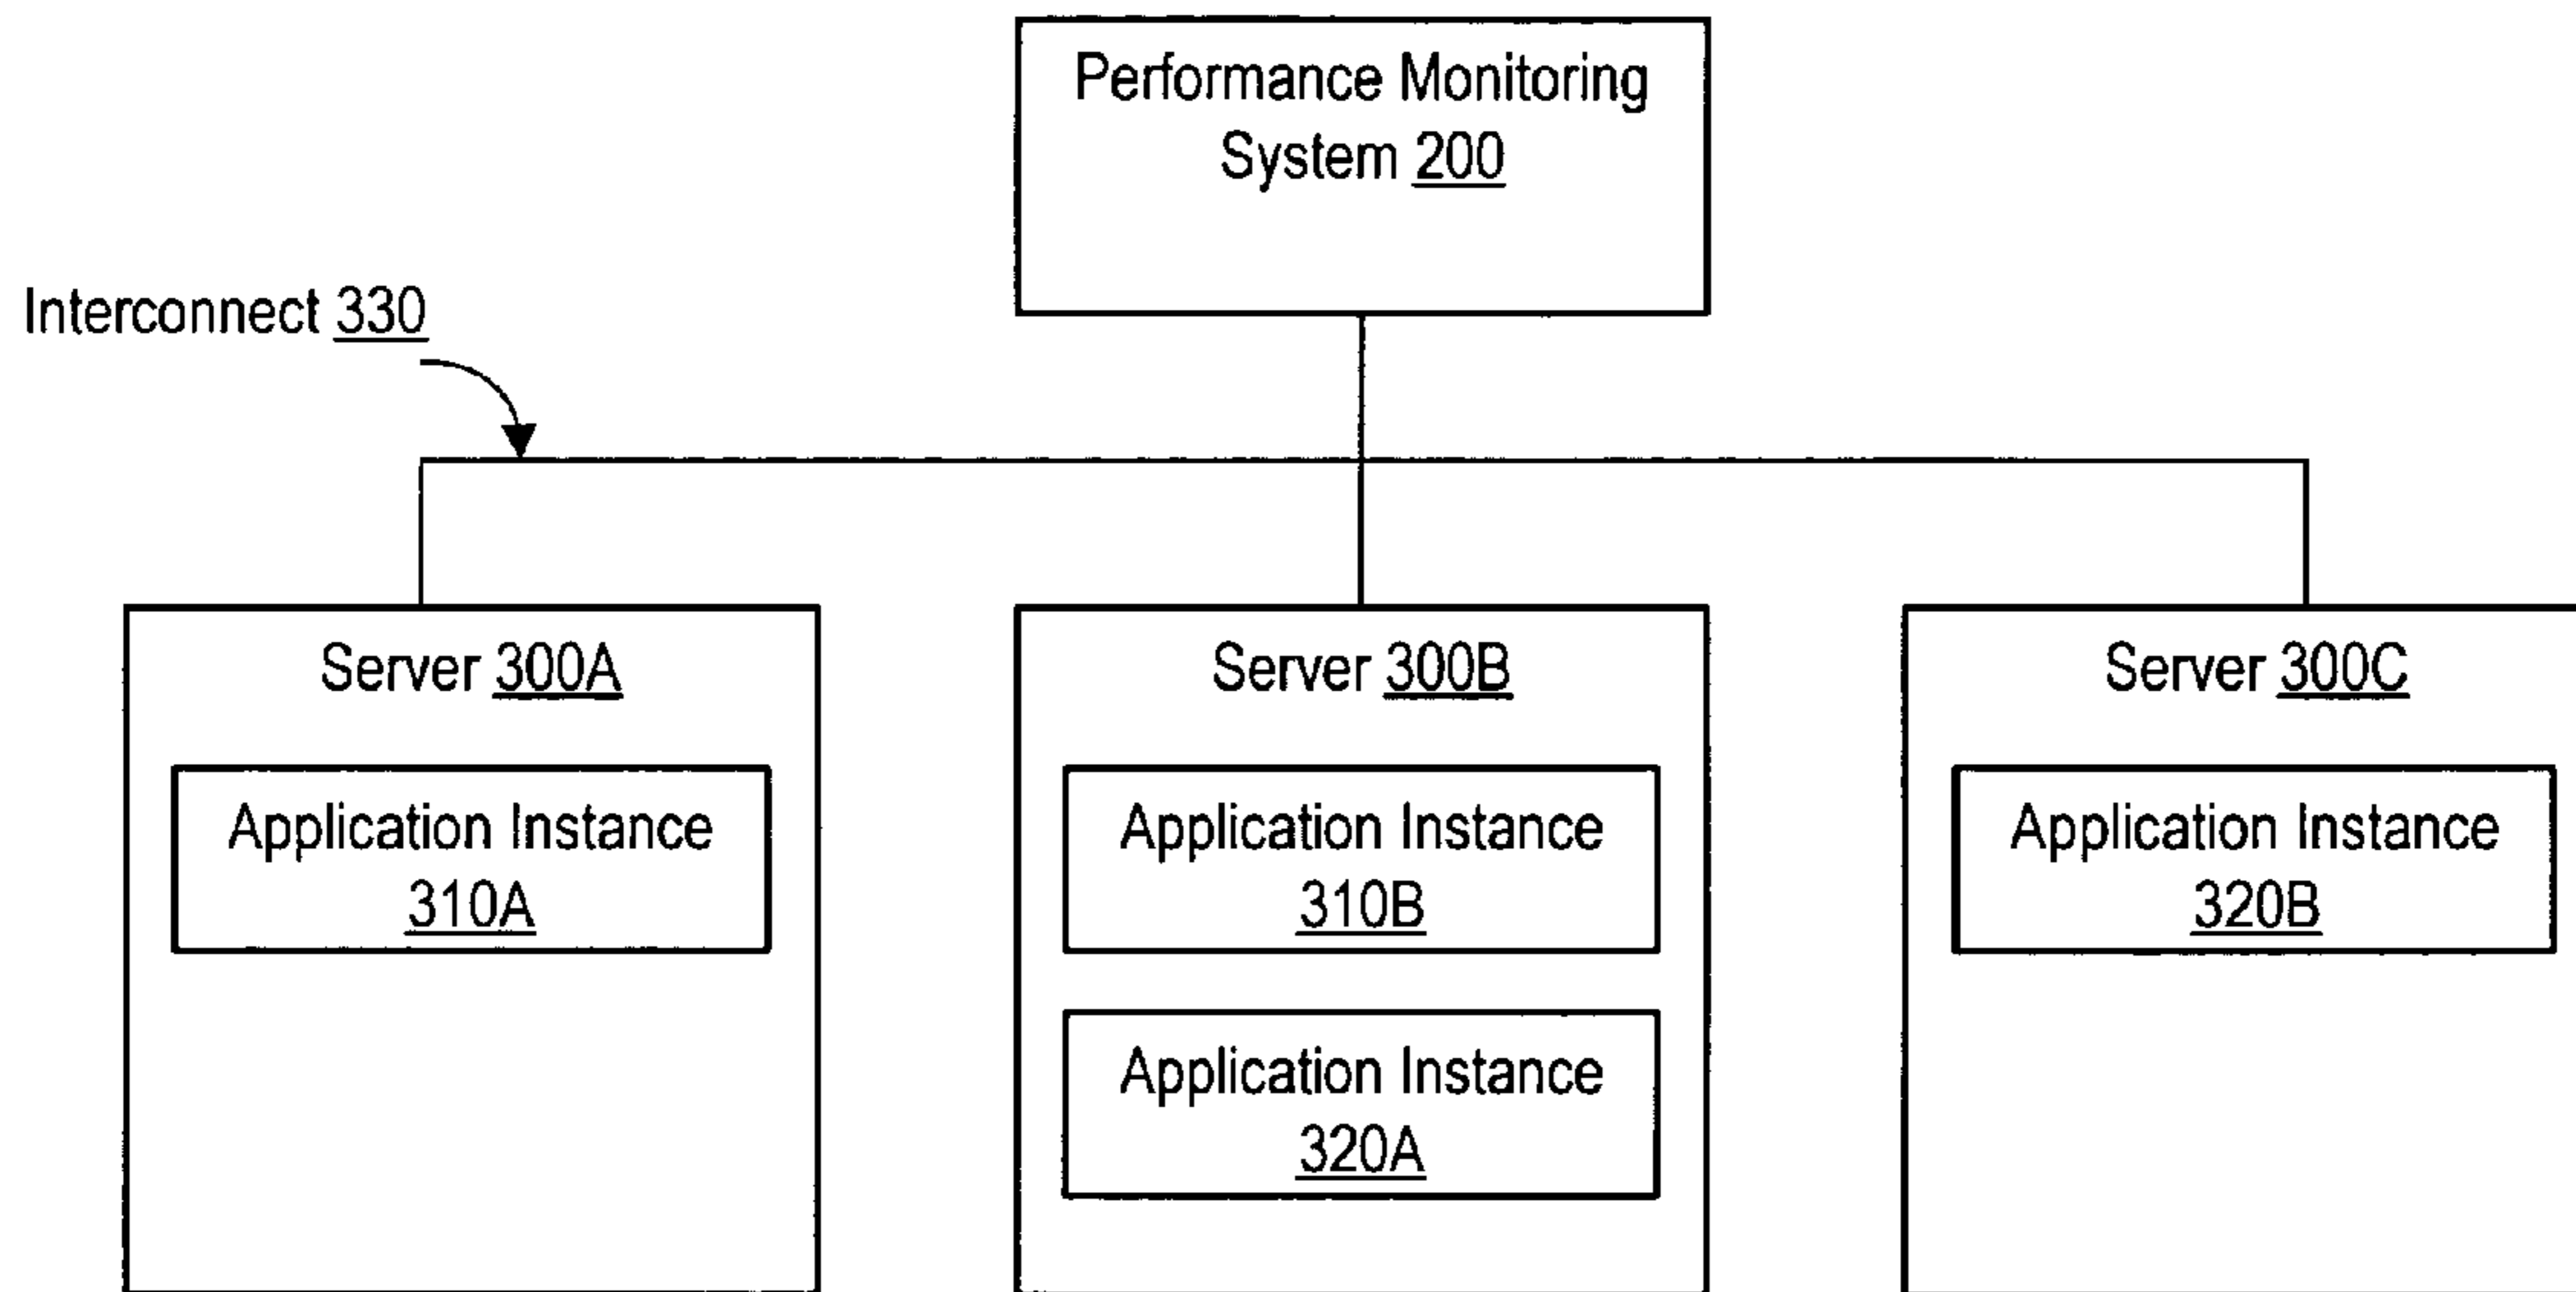 Performance Monitoring
System 200
Interconnect 330
Server 300A
Application Instance
310A
Server 300B
Application Instance
310B
Application Instance
320A
Server 300C
Application Instance
320B